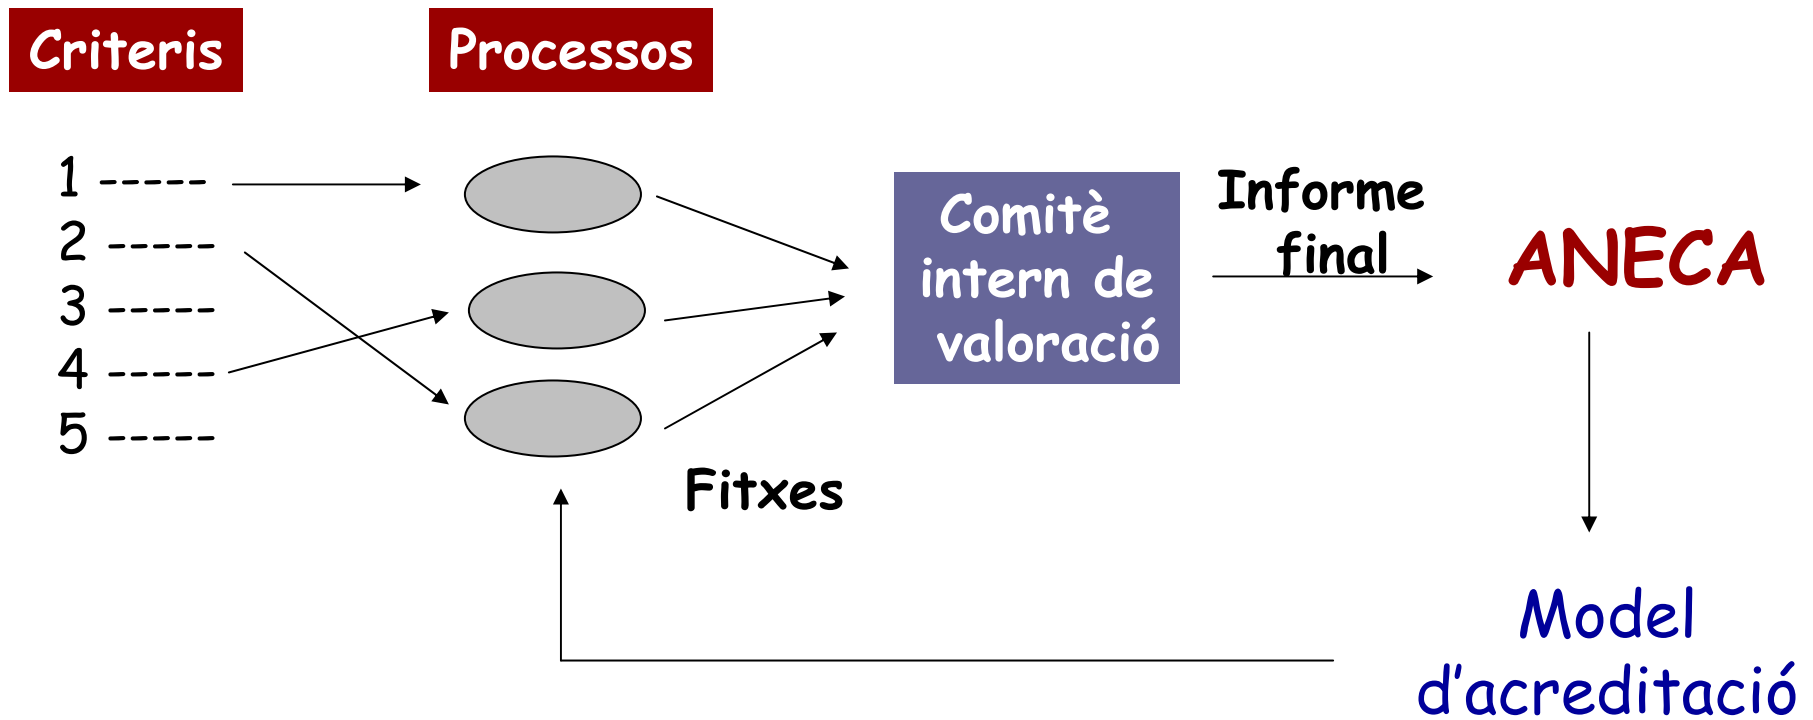 Criteris
Processos
1 -----
2 -----
3 -----
4 -----
5 -----
Fitxes
Comitè
intern de
valoració
Informe
final
ANECA
Model
d'acreditació